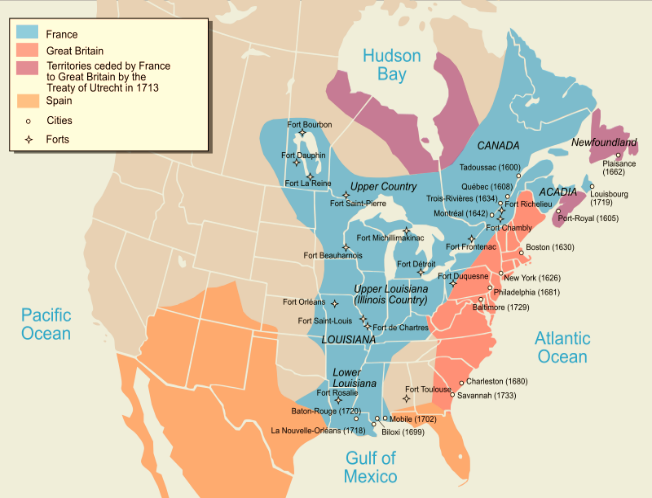 France
Great Britain
Territories ceded by France
to Great Britain by the
Treaty of Utrecht in 1713
Spain
Cities
Forts
Hudson
Bay
Fort Bourbon
Fort Dauphin
Fort La Reine
Upper Country
Fort Saint-Pierre
CANADA
Newfoundland
Plaisance
(1662)
Tadoussac (1600)
Québec (1608)
Trois-Rivières (1634)
Montréal (1642)
Fort Richelieu
ACADIA
Louisbourg
(1719)
Port-Royal (1605)
Fort Chambly
Fort Michillimakinac
Fort Frontenac
Fort Beauharnois
Fort Détroit
Boston (1630)
Fort Duquesne
New York (1626)
Philadelphia (1681)
Baltimore (1729)
Upper Louisiana
(Illinois Country)
Fort Orléans
Fort Saint-Louis
Fort de Chartres
LOUISIANA
Pacific
Ocean
Atlantic
Ocean
Lower
Louisiana
Fort Rosalie
Fort Toulouse
Charleston (1680)
Savannah (1733)
Baton-Rouge (1720)
Mobile (1702)
La Nouvelle-Orléans (1718)
Biloxi (1699)
Gulf of
Mexico